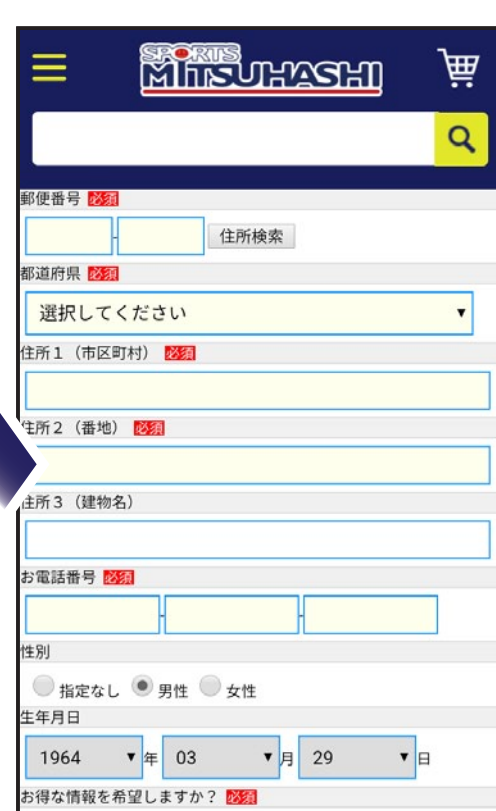 SPORTS
MITSUHASHI
郵便番号 必須
- 住所検索
都道府県 必須
選択してください
住所1（市区町村） 必須
住所2（番地） 必須
住所3（建物名）
お電話番号 必須
- -
性別
指定なし 男性 女性
生年月日
1964 年 03 月 29 日
お得な情報を希望しますか？ 必須